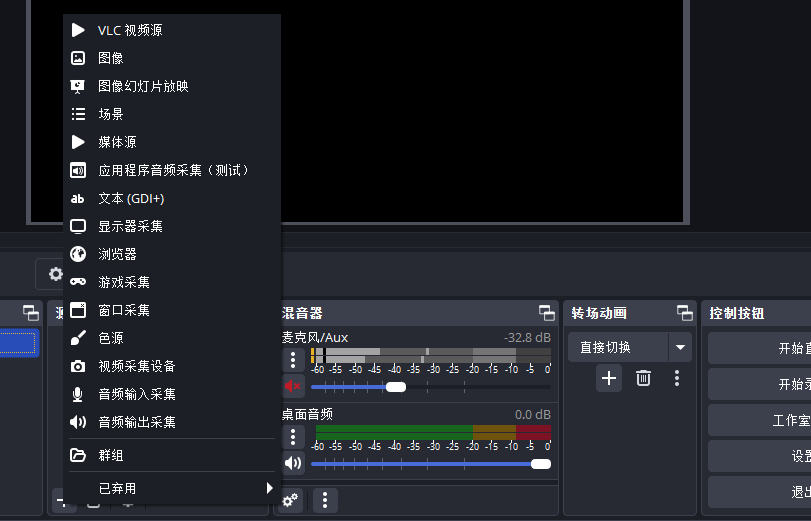 VLC 视频源
图像
图像幻灯片放映
场景
媒体源
应用程序音频采集（测试）
ab 文本 (GDI+)
显示器采集
浏览器
游戏采集
窗口采集
色源
视频采集设备
音频输入采集
音频输出采集
群组
已弃用
混音器
麦克风/Aux -32.8 dB
-60 -55 -50 -45 -40 -35 -30 -25 -20 -15 -10 -5 0
桌面音频 0.0 dB
-60 -55 -50 -45 -40 -35 -30 -25 -20 -15 -10 -5 0
转场动画
直接切换
控制按钮
开始
开始
工作室
设
退